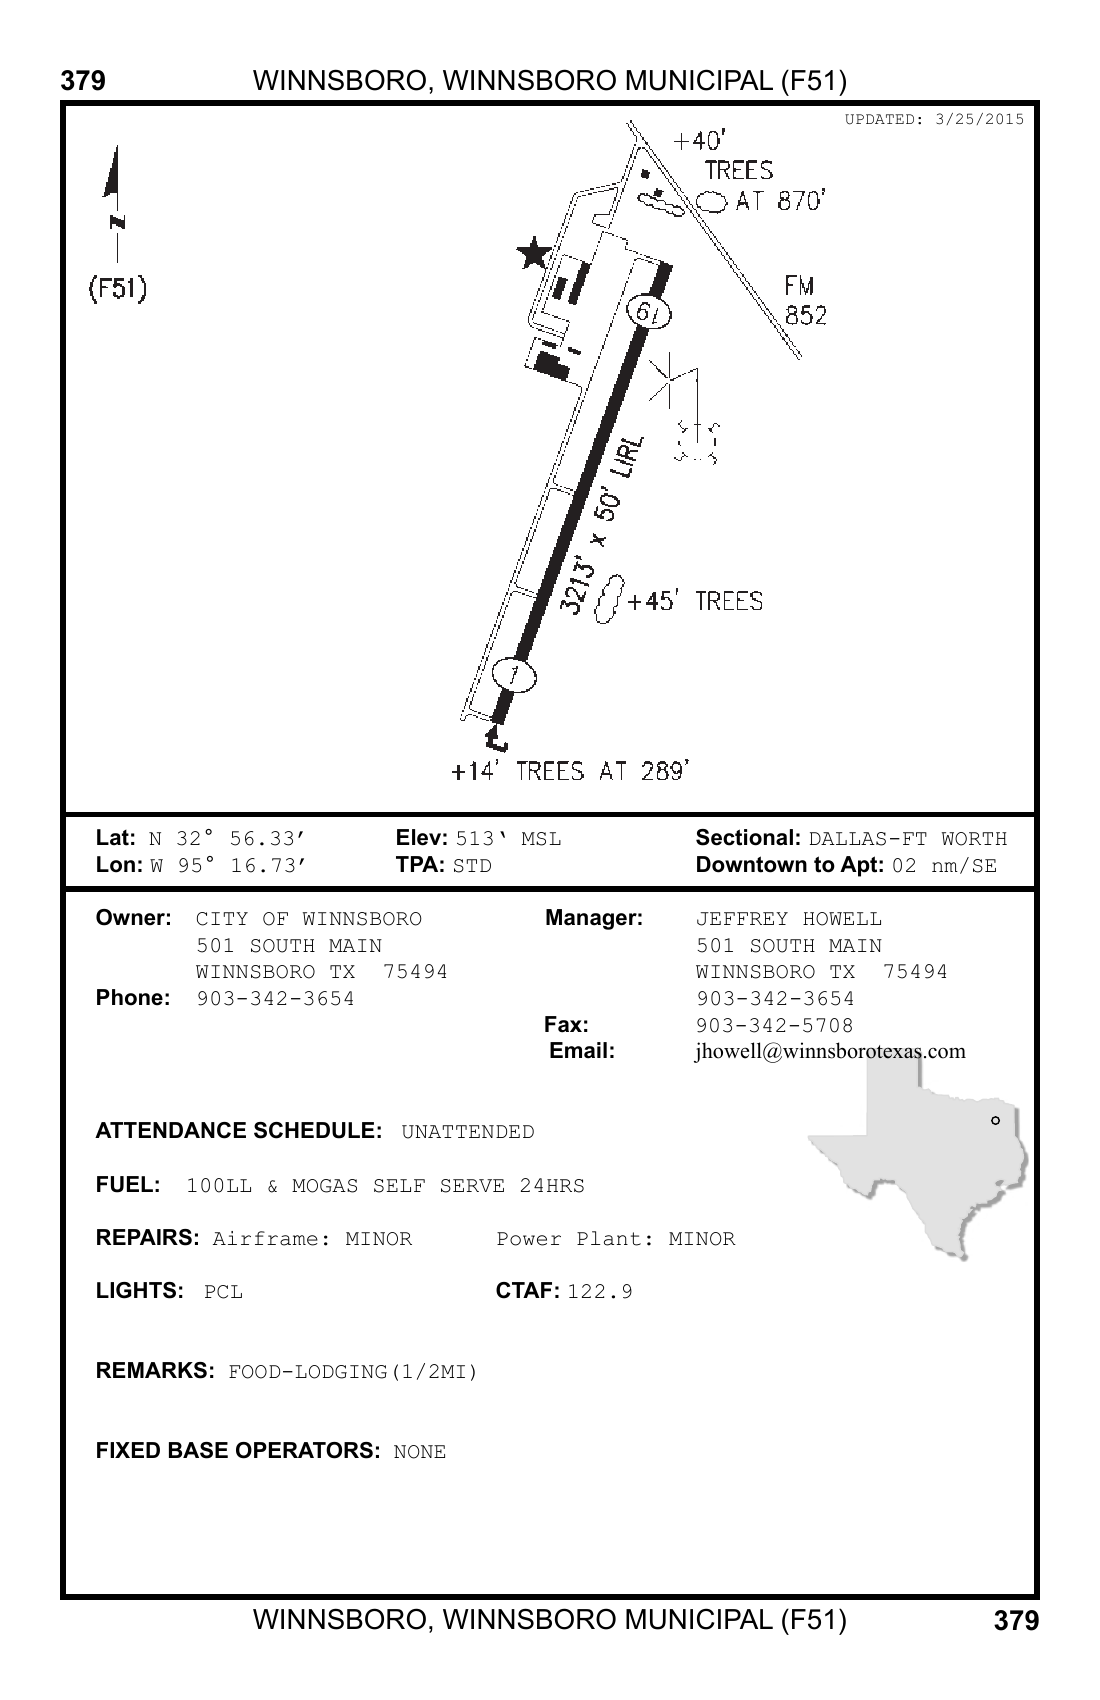 379 WINNSBORO, WINNSBORO MUNICIPAL (F51)
UPDATED: 3/25/2015
+40'
TREES
AT 870'
N
(F51)
FM
852
19
3213' x 50' LIRL
+45' TREES
1
+14' TREES AT 289'
Lat: N 32° 56.33′ Elev: 513‘ MSL Sectional: DALLAS-FT WORTH
Lon: W 95° 16.73′ TPA: STD Downtown to Apt: 02 nm/SE
Owner: CITY OF WINNSBORO Manager: JEFFREY HOWELL
501 SOUTH MAIN 501 SOUTH MAIN
WINNSBORO TX 75494 WINNSBORO TX 75494
Phone: 903-342-3654 903-342-3654
Fax: 903-342-5708
Email: jhowell@winnsborotexas.com
ATTENDANCE SCHEDULE: UNATTENDED
FUEL: 100LL & MOGAS SELF SERVE 24HRS
REPAIRS: Airframe: MINOR Power Plant: MINOR
LIGHTS: PCL CTAF: 122.9
REMARKS: FOOD-LODGING(1/2MI)
FIXED BASE OPERATORS: NONE
WINNSBORO, WINNSBORO MUNICIPAL (F51) 379